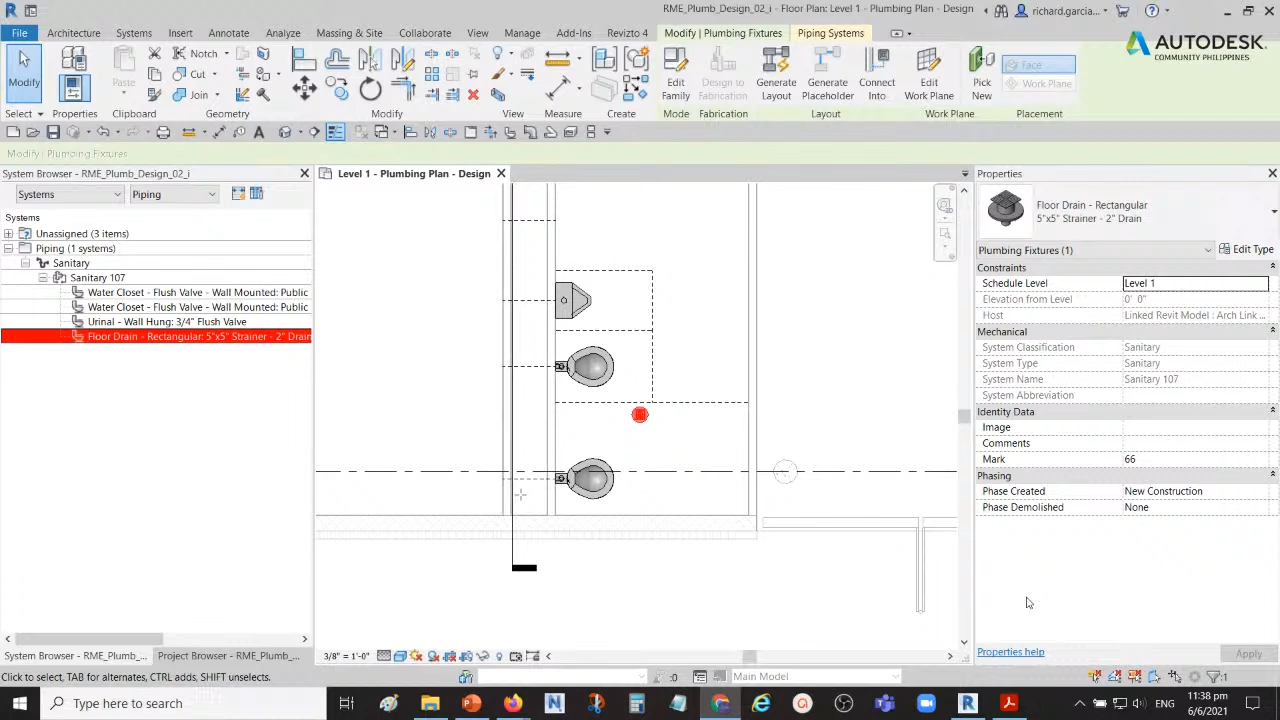 RME_Plumb_Design_02_i - Floor Plan: Level 1 - Plumbing Plan - Design
richard.garcia...
File
Architecture
Systems
Insert
Annotate
Analyze
Massing & Site
Collaborate
View
Manage
Add-Ins
Revizto 4
Modify | Plumbing Fixtures
Piping Systems
AUTODESK
COMMUNITY PHILIPPINES
Modify
Paste
Notch
Cut
Join
Edit Family
Design to Fabrication
Generate Layout
Generate Placeholder
Connect Into
Edit Work Plane
Pick New
Face
Work Plane
Select
Properties
Clipboard
Geometry
Modify
View
Measure
Create
Mode
Fabrication
Layout
Work Plane
Placement
Modify | Plumbing Fixtures
System Browser - RME_Plumb_Design_02_i
Level 1 - Plumbing Plan - Design
Properties
Systems
Piping
Systems
Unassigned (3 items)
Piping (1 systems)
Sanitary
Sanitary 107
Water Closet - Flush Valve - Wall Mounted: Public
Water Closet - Flush Valve - Wall Mounted: Public
Urinal - Wall Hung: 3/4" Flush Valve
Floor Drain - Rectangular: 5"x5" Strainer - 2" Drain
Floor Drain - Rectangular
5"x5" Strainer - 2" Drain
Plumbing Fixtures (1)
Edit Type
Constraints
Schedule Level Level 1
Elevation from Level 0' 0"
Host Linked Revit Model : Arch Link ...
Mechanical
System Classification Sanitary
System Type Sanitary
System Name Sanitary 107
System Abbreviation
Identity Data
Image
Comments
Mark 66
Phasing
Phase Created New Construction
Phase Demolished None
Properties help
Apply
System Browser - RME_Plumb_...
Project Browser - RME_Plumb_...
3/8" = 1'-0"
Click to select, TAB for alternates, CTRL adds, SHIFT unselects
:0
Main Model
:1
Type here to search
ENG
11:38 pm
6/6/2021